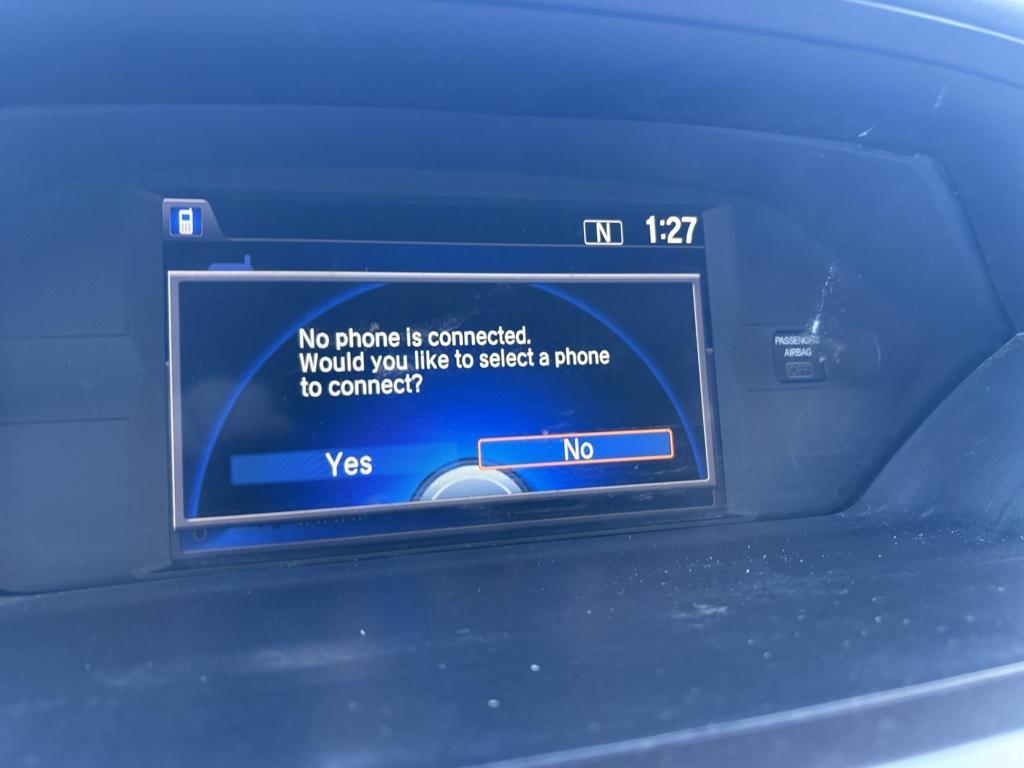 N 1:27
No phone is connected.
Would you like to select a phone
to connect?
Yes No
PASSENGER
AIRBAG
OFF